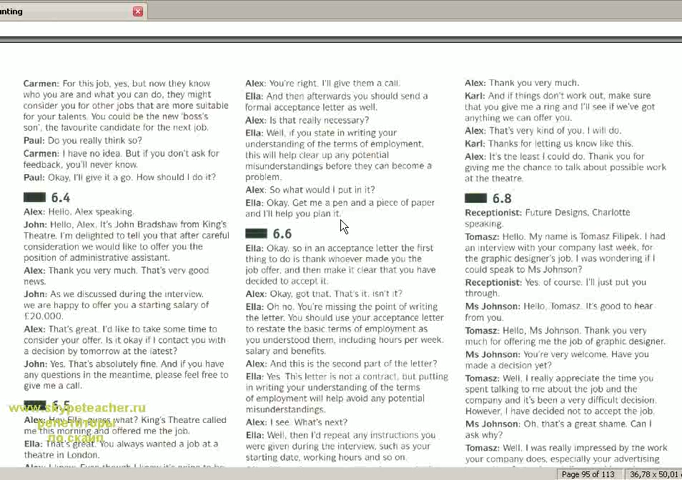 nting
Carmen: For this job, yes, but now they know
who you are and what you can do, they might
consider you for other jobs that are more suitable
for your talents. You could be the new 'boss's
son', the favourite candidate for the next job.
Paul: Do you really think so?
Carmen: I have no idea. But if you don't ask for
feedback, you'll never know.
Paul: Okay, I'll give it a go. How should I do it?
6.4
Alex: Hello, Alex speaking.
John: Hello, Alex. It's John Bradshaw from King's
Theatre. I'm delighted to tell you that after careful
consideration we would like to offer you the
position of administrative assistant.
Alex: Thank you very much. That's very good
news.
John: As we discussed during the interview,
we are happy to offer you a starting salary of
£20,000.
Alex: That's great. I'd like to take some time to
consider your offer. Is it okay if I contact you with
a decision by tomorrow at the latest?
John: Yes. That's absolutely fine. And if you have
any questions in the meantime, please feel free to
give me a call.
6.5
www.skypeteacher.ru
Alex: Hey Ella, guess what? King's Theatre called
me this morning and offered me the job.
репетиторы
по скайп
Ella: That's great. You always wanted a job at a
theatre in London.
Alex: You're right, I'll give them a call.
Ella: And then afterwards you should send a
formal acceptance letter as well.
Alex: Is that really necessary?
Ella: Well, if you state in writing your
understanding of the terms of employment,
this will help clear up any potential
misunderstandings before they can become a
problem.
Alex: So what would I put in it?
Ella: Okay. Get me a pen and a piece of paper
and I'll help you plan it.
6.6
Ella: Okay, so in an acceptance letter the first
thing to do is thank whoever made you the
job offer, and then make it clear that you have
decided to accept it.
Alex: Okay, got that. That's it, isn't it?
Ella: Oh no. You're missing the point of writing
the letter. You should use your acceptance letter
to restate the basic terms of employment as
you understood them, including hours per week,
salary and benefits.
Alex: And this is the second part of the letter?
Ella: Yes. This letter is not a contract, but putting
in writing your understanding of the terms
of employment will help avoid any potential
misunderstandings.
Alex: I see. What's next?
Ella: Well, then I'd repeat any instructions you
were given during the interview, such as your
starting date, working hours and so on.
Alex: Thank you very much.
Karl: And if things don't work out, make sure
that you give me a ring and I'll see if we've got
anything we can offer you.
Alex: That's very kind of you. I will do.
Karl: Thanks for letting us know like this.
Alex: It's the least I could do. Thank you for
giving me the chance to talk about possible work
at the theatre.
6.8
Receptionist: Future Designs, Charlotte
speaking.
Tomasz: Hello. My name is Tomasz Filipek. I had
an interview with your company last week, for
the graphic designer's job. I was wondering if I
could speak to Ms Johnson?
Receptionist: Yes, of course. I'll just put you
through.
Ms Johnson: Hello, Tomasz. It's good to hear
from you.
Tomasz: Hello, Ms Johnson. Thank you very
much for offering me the job of graphic designer.
Ms Johnson: You're very welcome. Have you
made a decision yet?
Tomasz: Well, I really appreciate the time you
spent talking to me about the job and the
company and it's been a very difficult decision.
However, I have decided not to accept the job.
Ms Johnson: Oh, that's a great shame. Can I
ask why?
Tomasz: Well, I was really impressed by the work
your company does, especially your advertising
Page 95 of 113
36,78 x 50,01